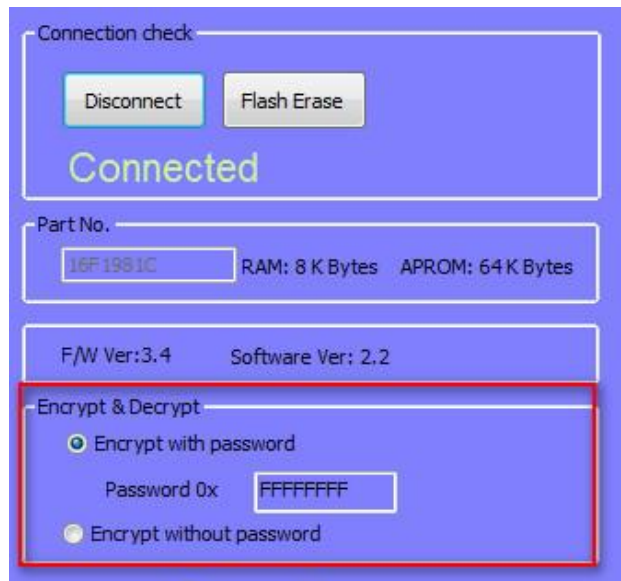 Connection check
Disconnect Flash Erase
Connected
Part No.
16F1981C RAM: 8 K Bytes APROM: 64 K Bytes
F/W Ver:3.4 Software Ver: 2.2
Encrypt & Decrypt
Encrypt with password
Password 0x FFFFFFFF
Encrypt without password